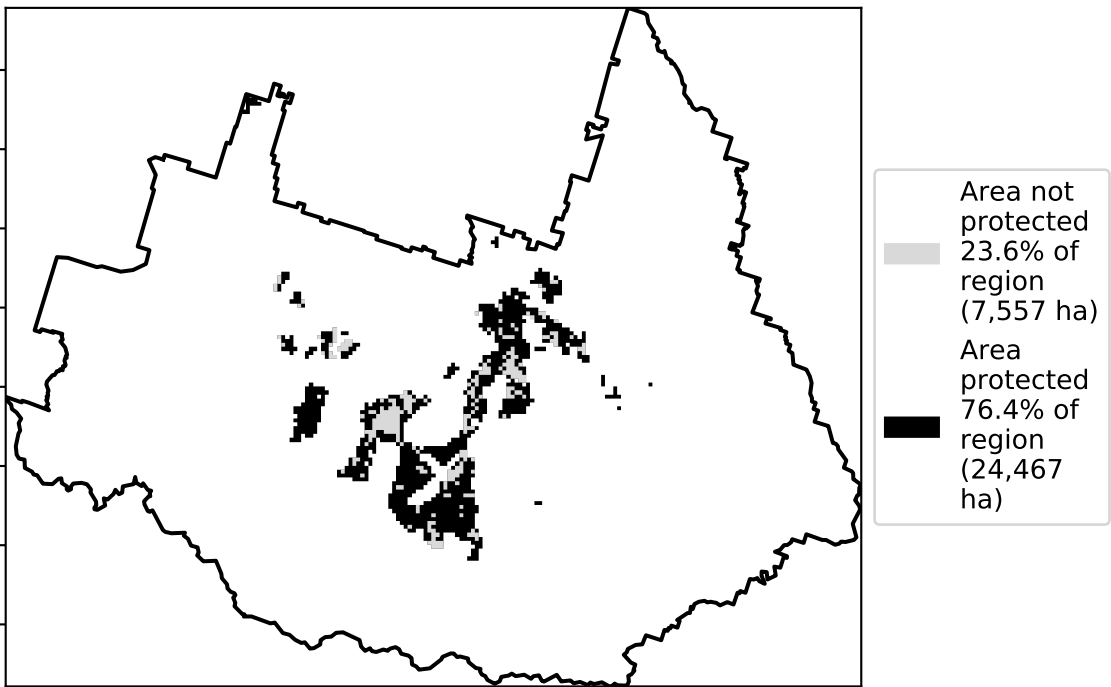 Area not
protected
23.6% of
region
(7,557 ha)
Area
protected
76.4% of
region
(24,467
ha)